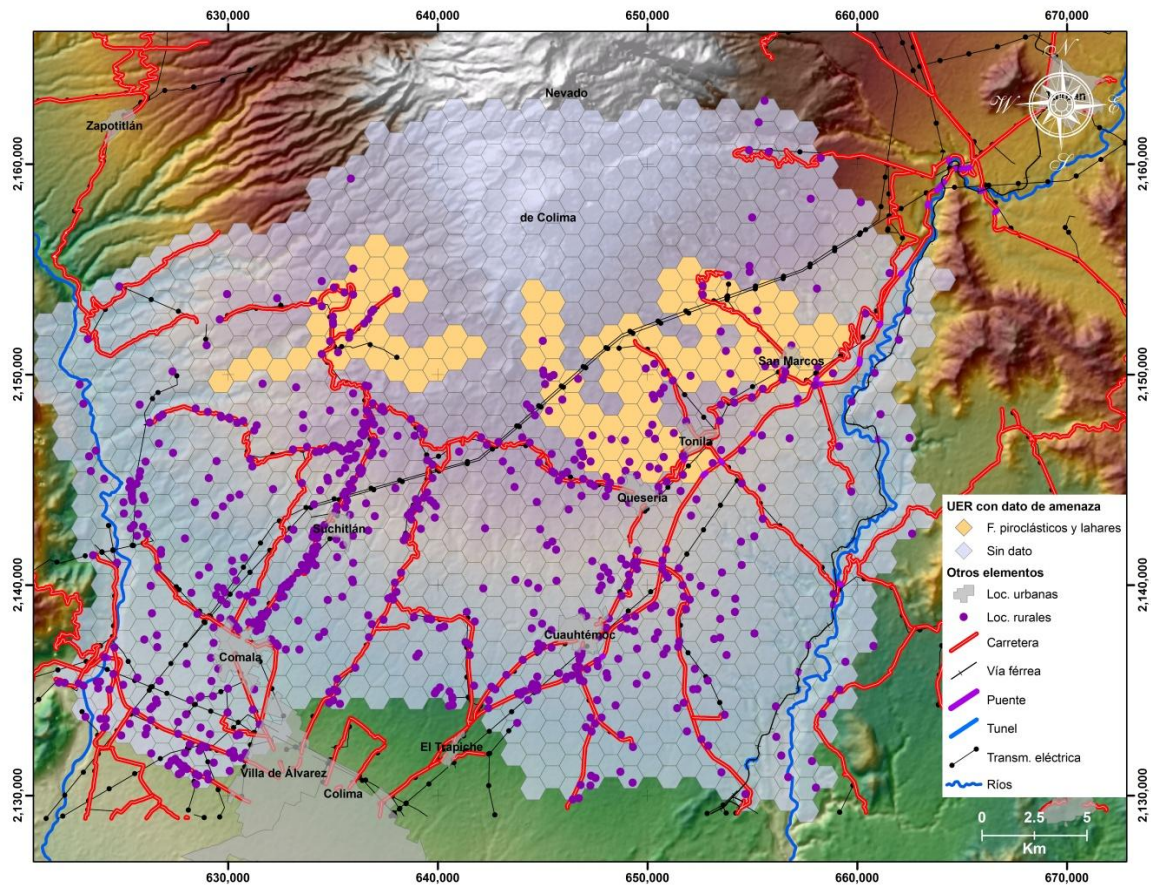 630,000 640,000 650,000 660,000 670,000
N
W E
S
Nevado
Zapotitlán
2,160,000 2,160,000
de Colima
2,150,000 2,150,000
San Marcos
Tonila
Quesería
Suchitlán
2,140,000 2,140,000
Cuauhtémoc
Comala
El Trapiche
Villa de Álvarez
Colima
2,130,000 2,130,000
UER con dato de amenaza
F. piroclásticos y lahares
Sin dato
Otros elementos
Loc. urbanas
Loc. rurales
Carretera
Vía férrea
Puente
Tunel
Transm. eléctrica
Ríos
0 2.5 5
Km
630,000 640,000 650,000 660,000 670,000